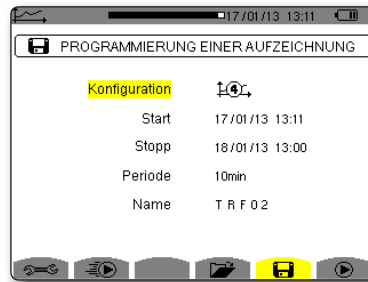 17/01/13 13:11
PROGRAMMIERUNG EINER AUFZEICHNUNG
Konfiguration 4
Start 17/01/13 13:11
Stopp 18/01/13 13:00
Periode 10min
Name TRF02